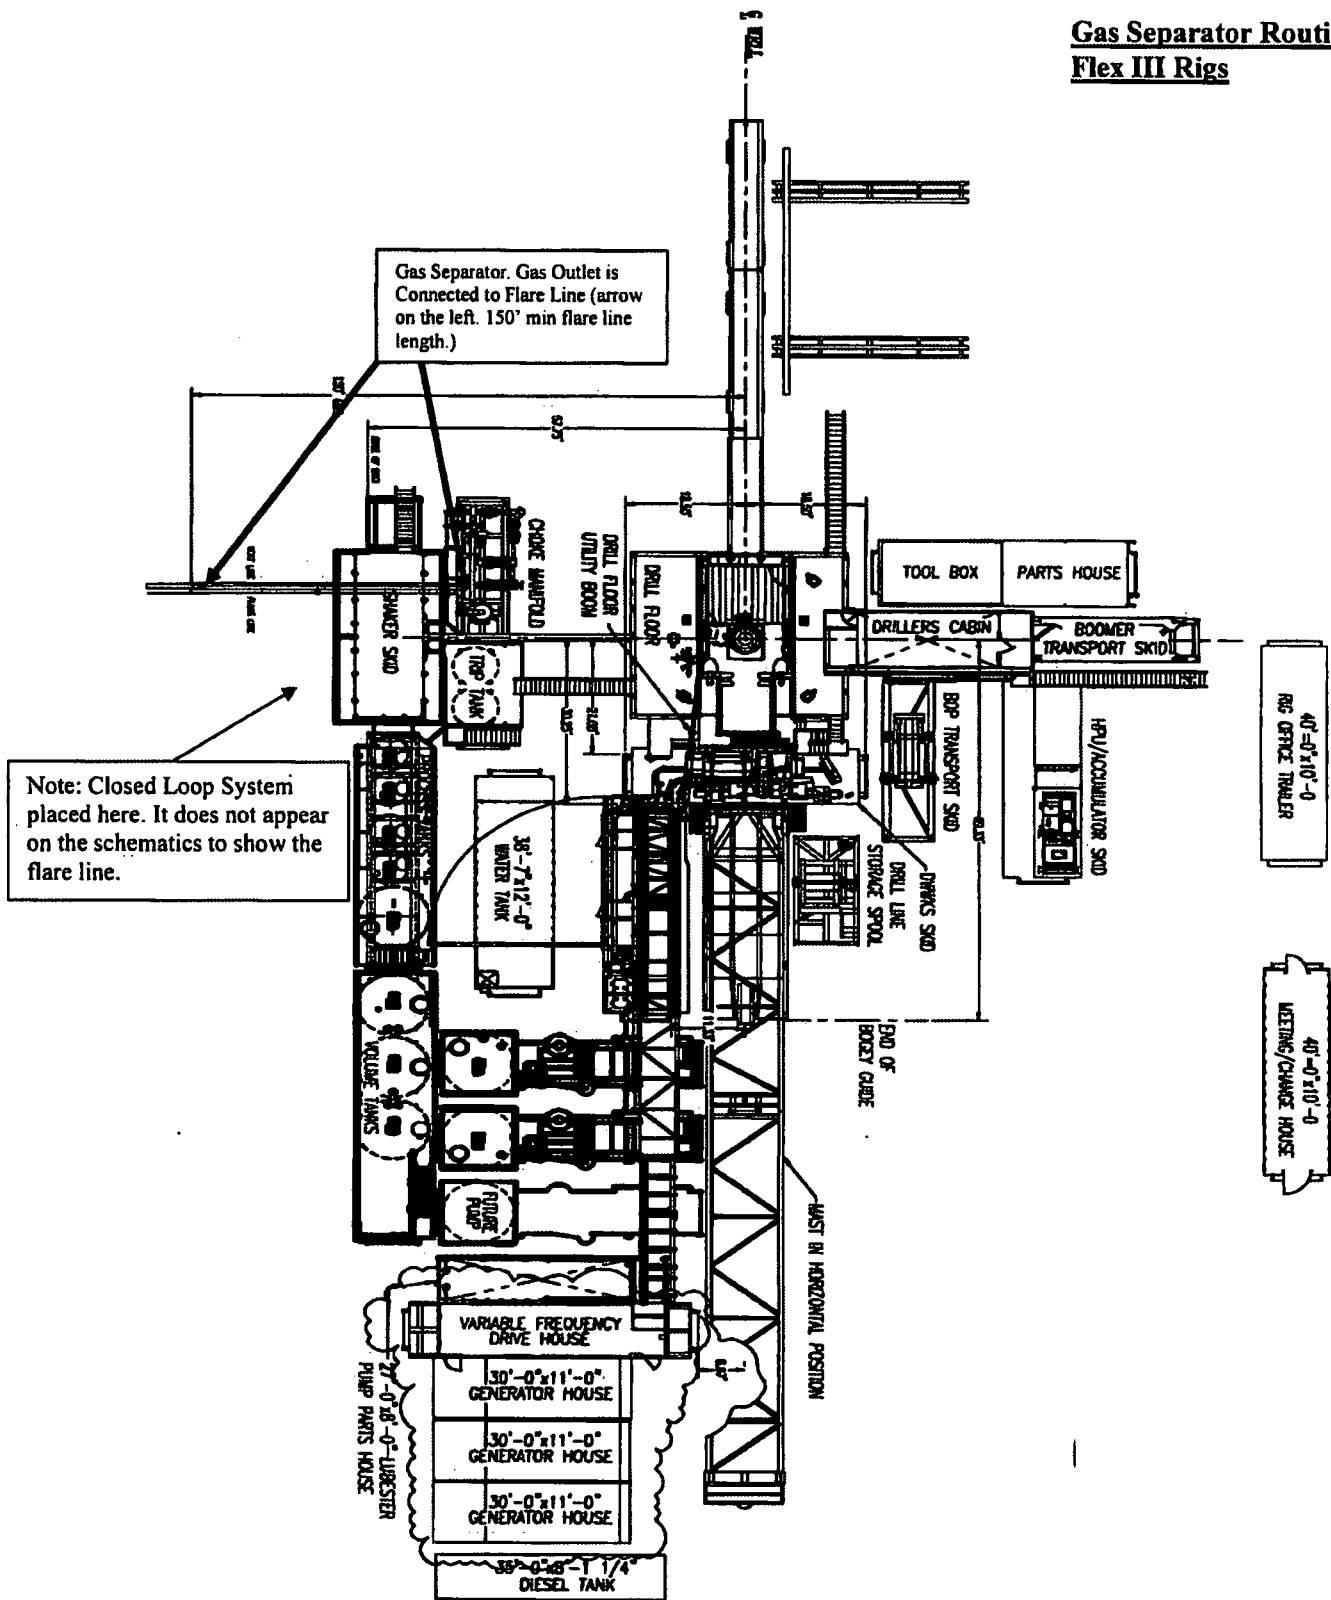 Gas Separator Routi
Flex III Rigs
WELL
Gas Separator. Gas Outlet is
Connected to Flare Line (arrow
on the left. 150' min flare line
length.)
Note: Closed Loop System
placed here. It does not appear
on the schematics to show the
flare line.
CHOKE MANIFOLD
DRILL FLOOR
UTILITY BOOM
DRILL FLOOR
SHAKER SKID
TRIP
TANK
TOOL BOX
PARTS HOUSE
DRILLERS CABIN
BOOMER
TRANSPORT SKID
BOP TRANSPORT SKID
HPU/ACCUMULATOR SKID
40'-0"x10'-0
RIG OFFICE TRAILER
40'-0"x10'-0
MEETING/CHANGE HOUSE
DRILL LINE
STORAGE SPOOL
DWKS SKID
38'-7"x12'-0"
WATER TANK
END OF
BOGEY GUIDE
VOLUME TANKS
FUTURE
PUMP
MAST IN HORIZONTAL POSITION
VARIABLE FREQUENCY
DRIVE HOUSE
30'-0"x11'-0"
GENERATOR HOUSE
30'-0"x11'-0"
GENERATOR HOUSE
30'-0"x11'-0"
GENERATOR HOUSE
27'-0"x8'-0" LUBESTER
PUMP PARTS HOUSE
DIESEL TANK